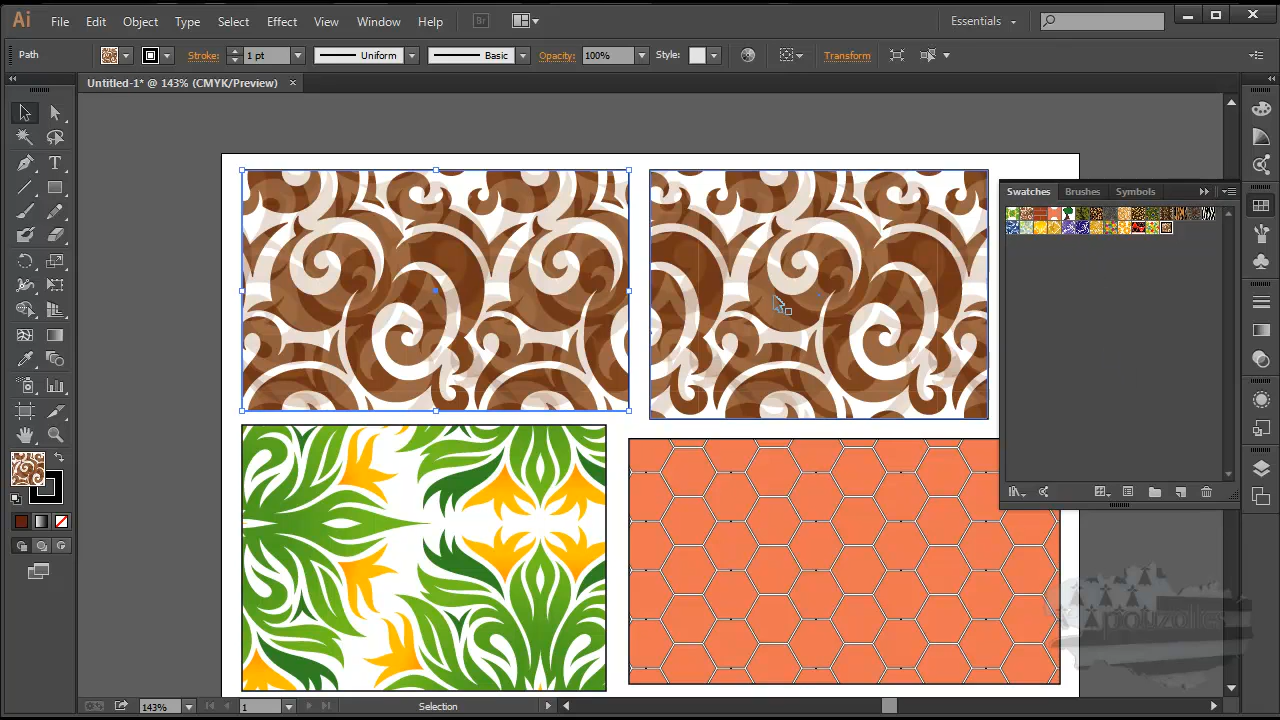 Ai File Edit Object Type Select Effect View Window Help Br Essentials
Path Stroke: 1 pt Uniform Basic Opacity: 100% Style: Transform
Untitled-1* @ 143% (CMYK/Preview) ×
Swatches Brushes Symbols
T
143% 1 Selection